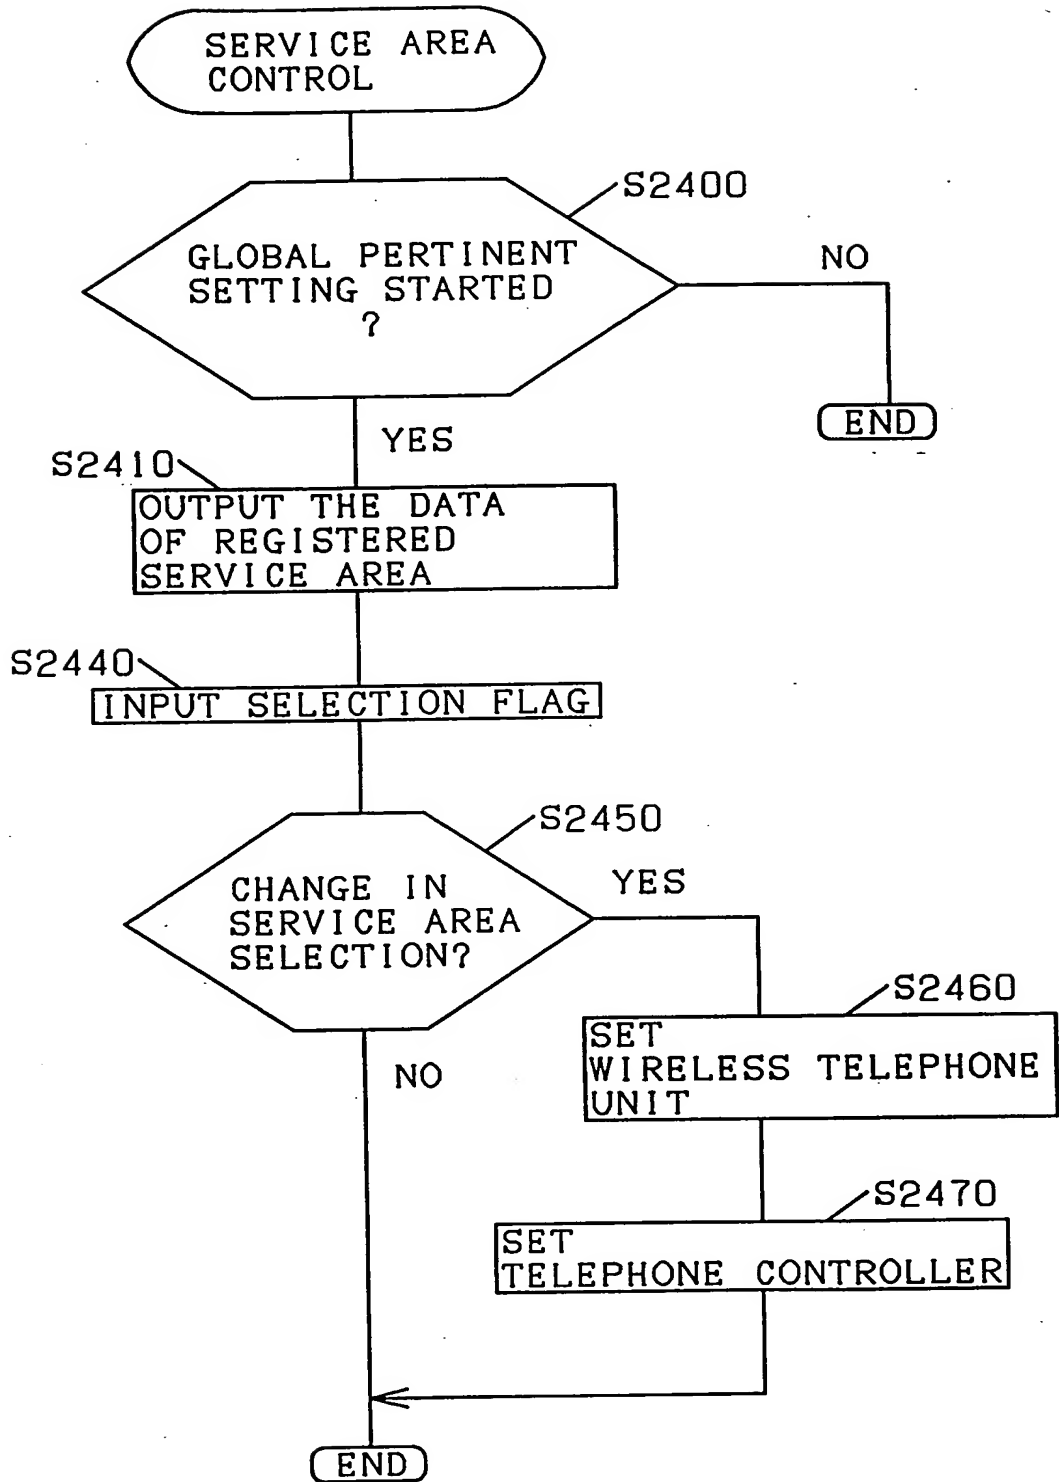 SERVICE AREA
CONTROL
S2400
GLOBAL PERTINENT
SETTING STARTED
?
NO
END
YES
S2410
OUTPUT THE DATA
OF REGISTERED
SERVICE AREA
S2440
INPUT SELECTION FLAG
S2450
CHANGE IN
SERVICE AREA
SELECTION?
YES
S2460
SET
WIRELESS TELEPHONE
UNIT
NO
S2470
SET
TELEPHONE CONTROLLER
END